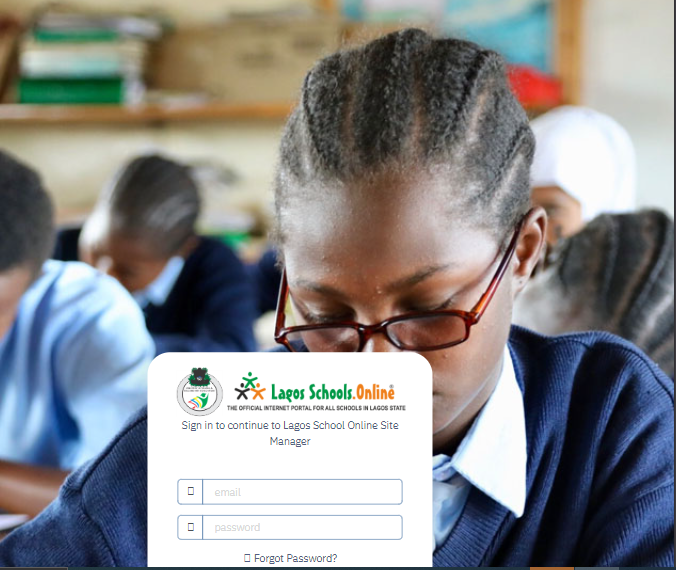 Lagos Schools.Online®
THE OFFICIAL INTERNET PORTAL FOR ALL SCHOOLS IN LAGOS STATE
Sign in to continue to Lagos School Online Site
Manager
email
password
Forgot Password?